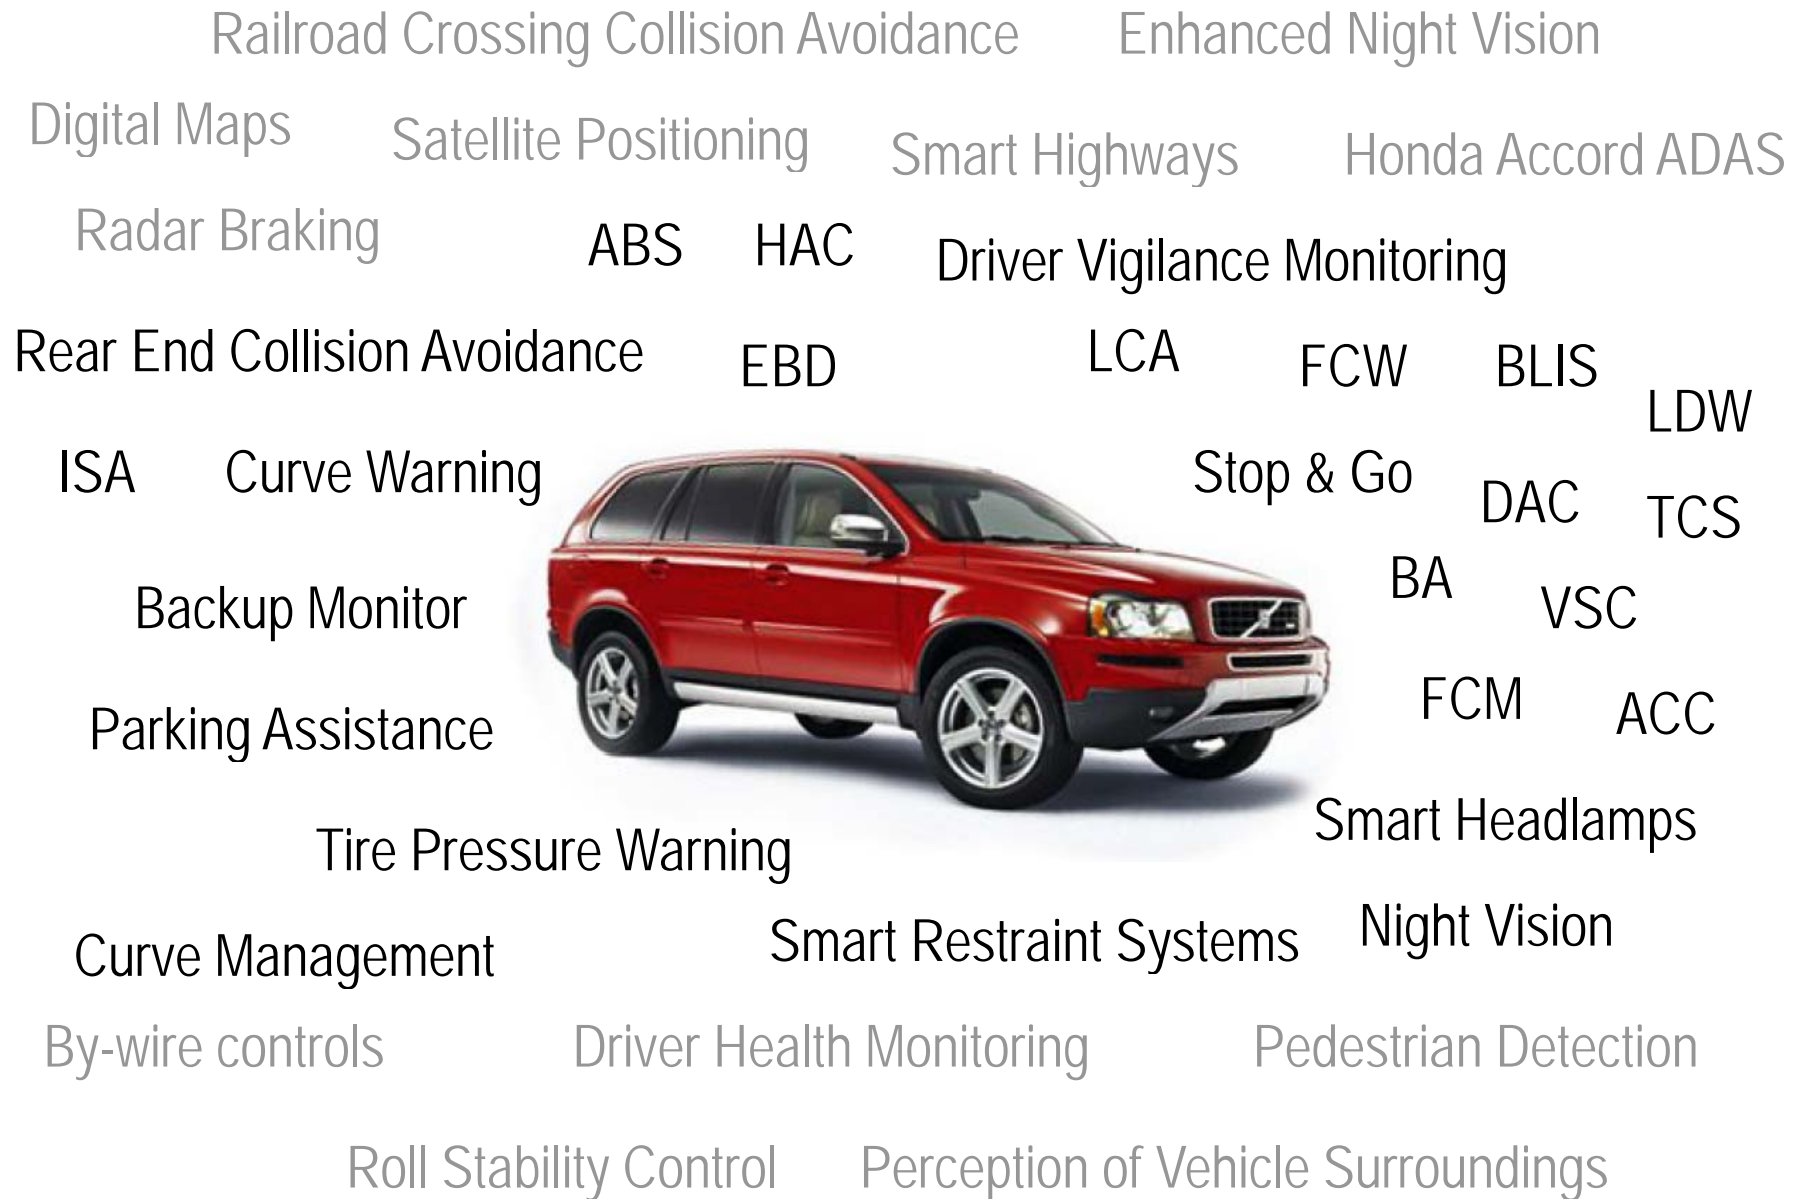 Railroad Crossing Collision Avoidance
Enhanced Night Vision
Digital Maps
Satellite Positioning
Smart Highways
Honda Accord ADAS
Radar Braking
ABS
HAC
Driver Vigilance Monitoring
Rear End Collision Avoidance
EBD
LCA
FCW
BLIS
LDW
ISA
Curve Warning
Stop & Go
DAC
TCS
BA
Backup Monitor
VSC
FCM
ACC
Parking Assistance
Smart Headlamps
Tire Pressure Warning
Night Vision
Smart Restraint Systems
Curve Management
By-wire controls
Driver Health Monitoring
Pedestrian Detection
Roll Stability Control
Perception of Vehicle Surroundings